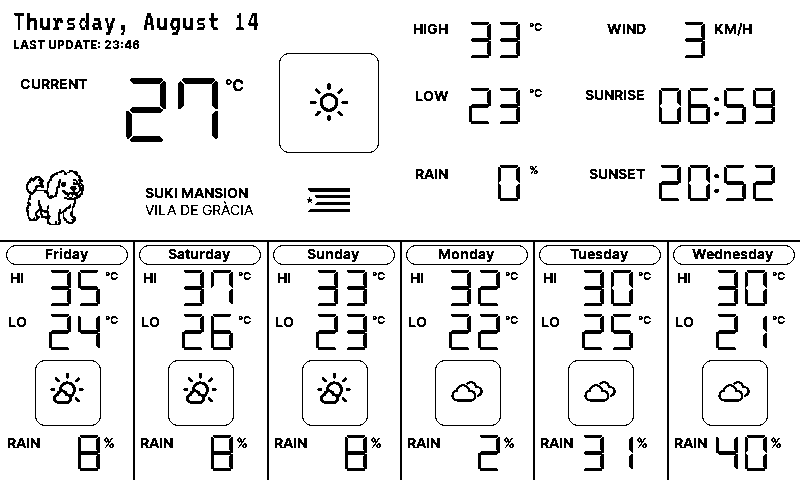 Thursday, August 14
LAST UPDATE: 23:46
CURRENT 27 °C
SUKI MANSION
VILA DE GRÀCIA
HIGH 33 °C
WIND 3 KM/H
LOW 23 °C
SUNRISE 06:59
RAIN 0 %
SUNSET 20:52
Friday
HI 35 °C
LO 24 °C
RAIN 8 %
Saturday
HI 37 °C
LO 26 °C
RAIN 8 %
Sunday
HI 33 °C
LO 23 °C
RAIN 8 %
Monday
HI 32 °C
LO 22 °C
RAIN 2 %
Tuesday
HI 30 °C
LO 25 °C
RAIN 31 %
Wednesday
HI 30 °C
LO 21 °C
RAIN 40 %